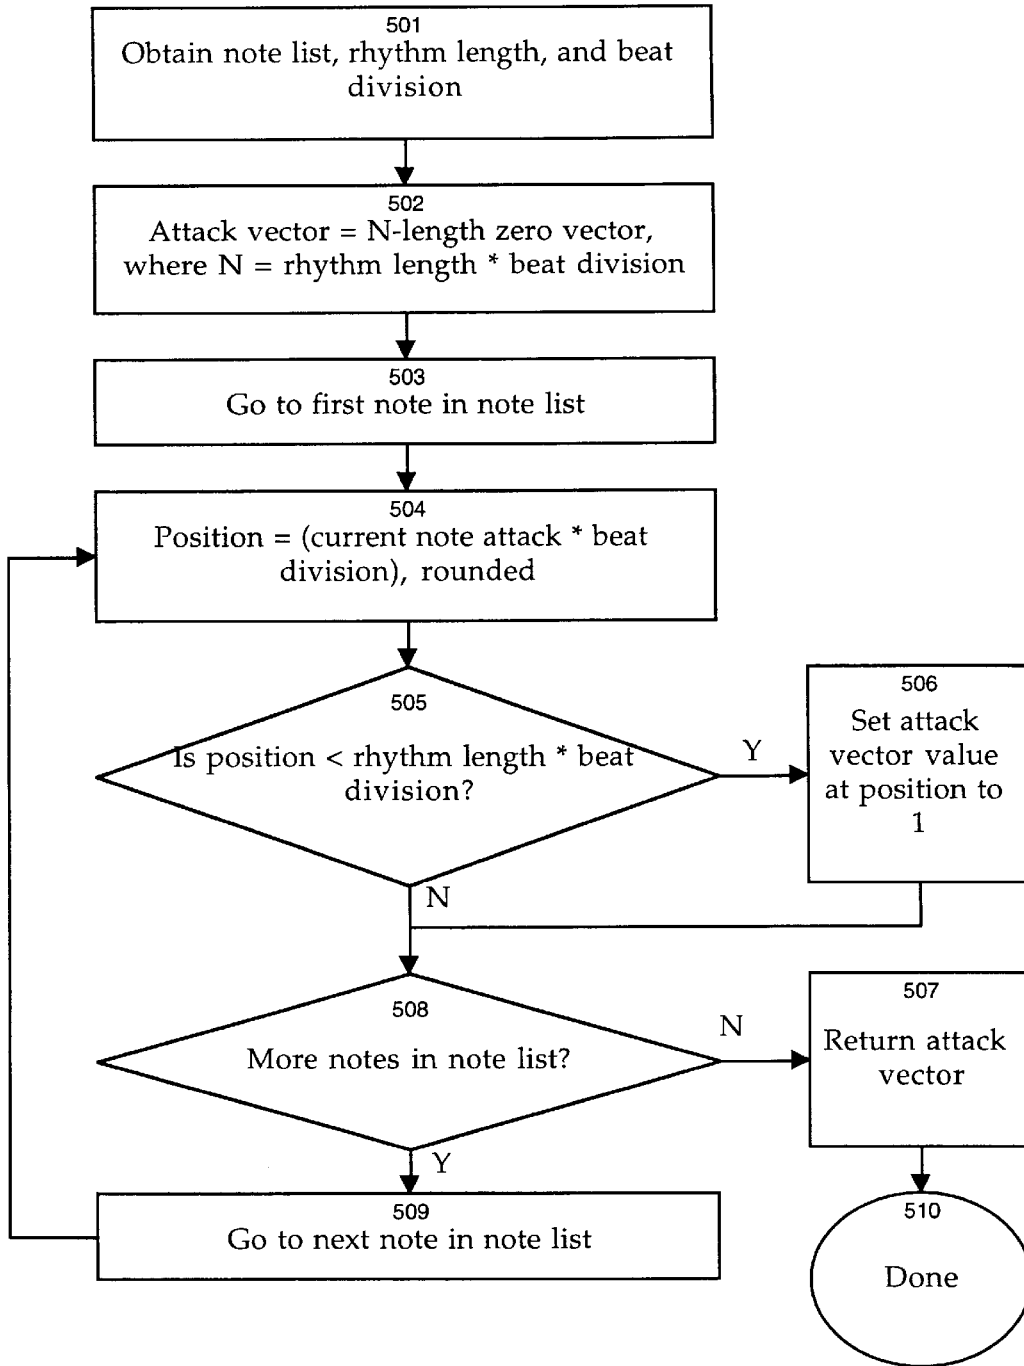 501
Obtain note list, rhythm length, and beat
division
502
Attack vector = N-length zero vector,
where N = rhythm length * beat division
503
Go to first note in note list
504
Position = (current note attack * beat
division), rounded
505
Is position < rhythm length * beat
division?
Y
506
Set attack
vector value
at position to
1
N
508
More notes in note list?
N
507
Return attack
vector
Y
509
Go to next note in note list
510
Done